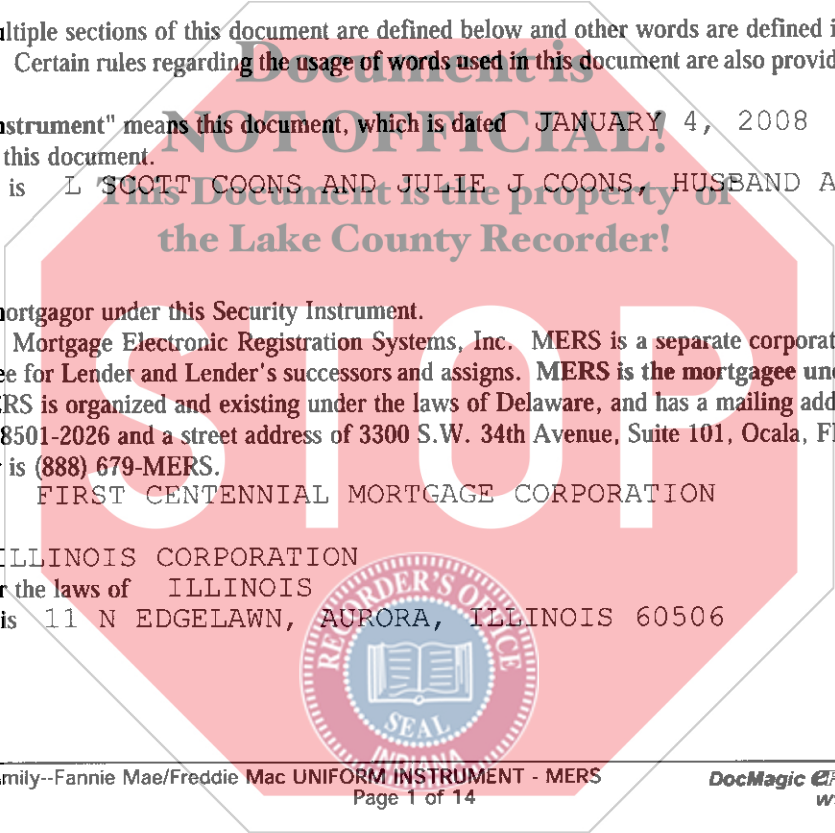 ltiple sections of this document are defined below and other words are defined i
Certain rules regarding the usage of words used in this document are also provid
Document is
NOT OFFICIAL!
nstrument" means this document, which is dated JANUARY 4, 2008
this document.
is L SCOTT COONS AND JULIE J COONS, HUSBAND A
This Document is the property of
the Lake County Recorder!
ortgagor under this Security Instrument.
Mortgage Electronic Registration Systems, Inc. MERS is a separate corporat
ee for Lender and Lender's successors and assigns. MERS is the mortgagee un
ERS is organized and existing under the laws of Delaware, and has a mailing add
8501-2026 and a street address of 3300 S.W. 34th Avenue, Suite 101, Ocala, F
is (888) 679-MERS.
STOP
FIRST CENTENNIAL MORTGAGE CORPORATION
ILLINOIS CORPORATION
r the laws of ILLINOIS
is 11 N EDGELAWN, AURORA, ILLINOIS 60506
RECORDER'S OFFICE
SEAL
INDIANA
mily--Fannie Mae/Freddie Mac UNIFORM INSTRUMENT - MERS
Page 1 of 14
DocMagic